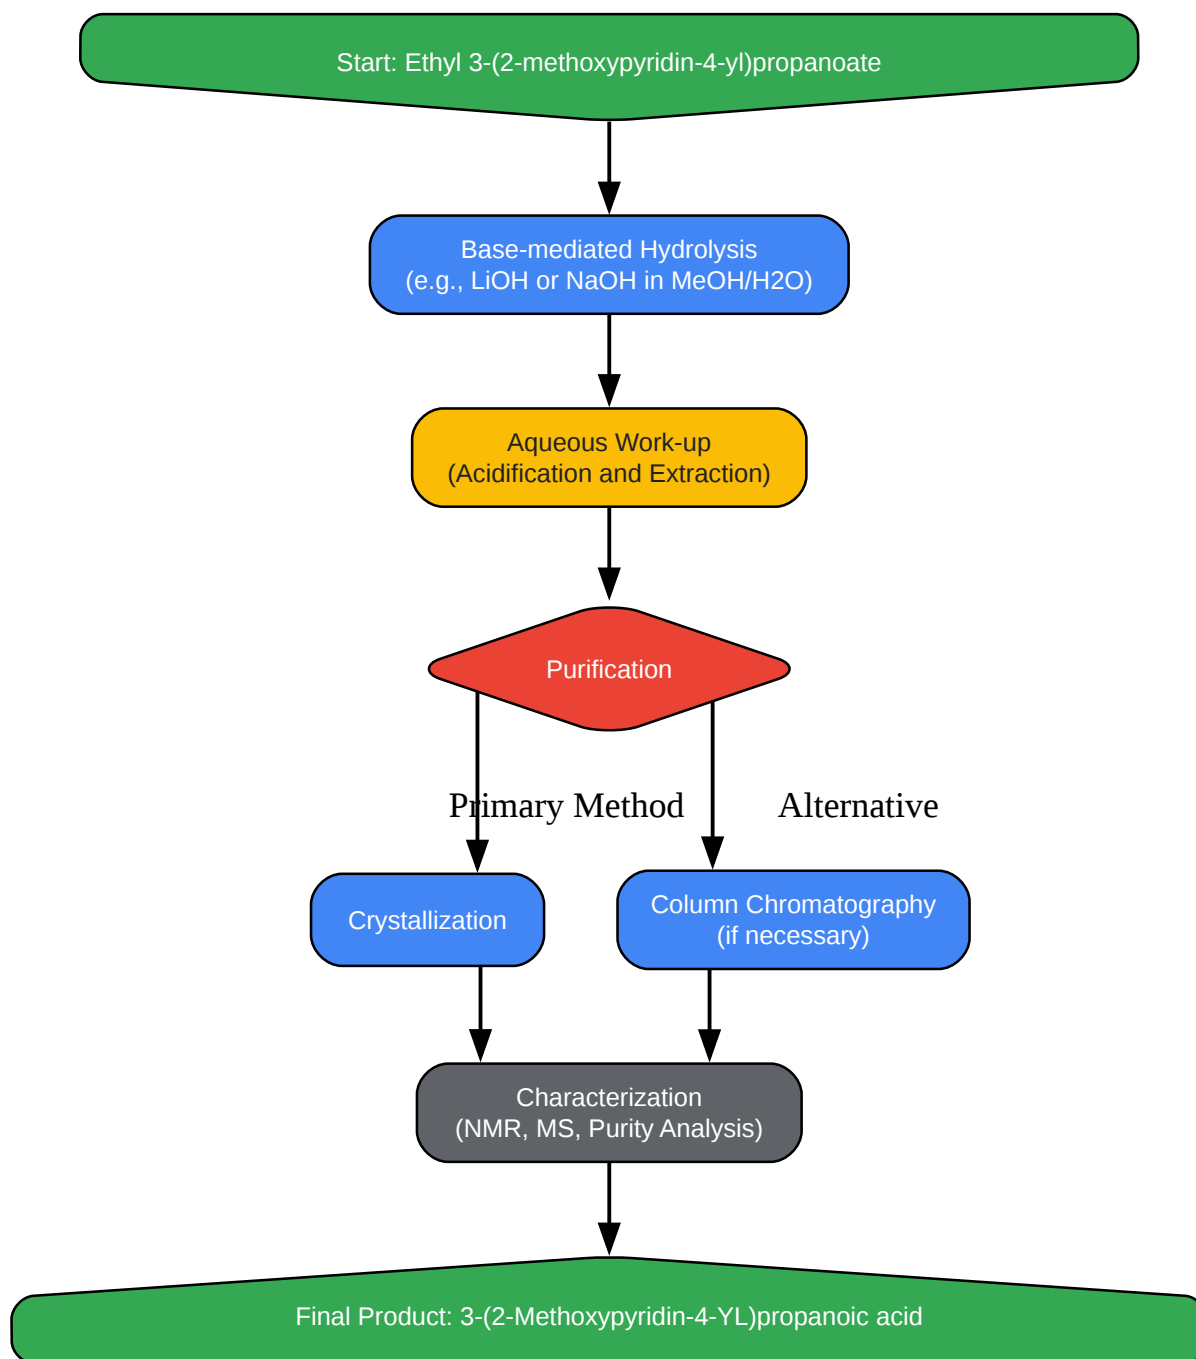 Start: Ethyl 3-(2-methoxypyridin-4-yl)propanoate
Base-mediated Hydrolysis
(e.g., LiOH or NaOH in MeOH/H2O)
Aqueous Work-up
(Acidification and Extraction)
Purification
Primary Method
Alternative
Crystallization
Column Chromatography
(if necessary)
Characterization
(NMR, MS, Purity Analysis)
Final Product: 3-(2-Methoxypyridin-4-YL)propanoic acid